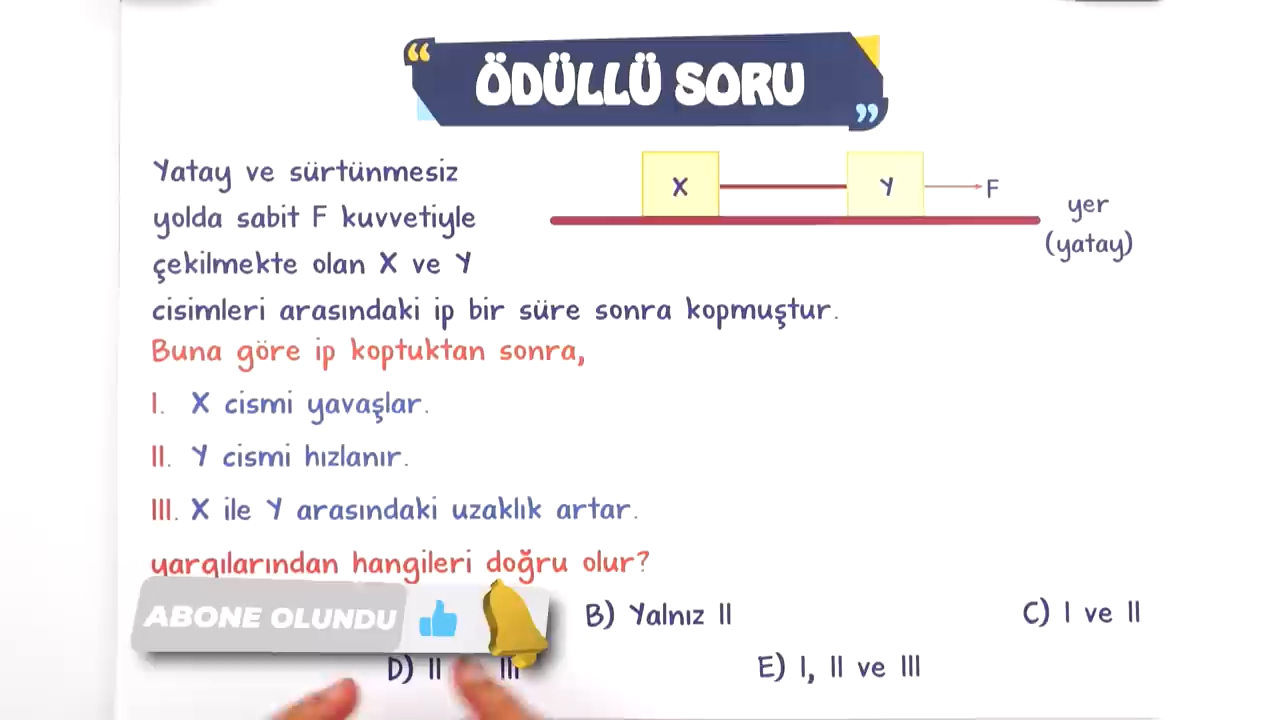 “ ÖDÜLLÜ SORU ”
Yatay ve sürtünmesiz
yolda sabit F kuvvetiyle
çekilmekte olan X ve Y
cisimleri arasındaki ip bir süre sonra kopmuştur.
X
Y
F
yer
(yatay)
Buna göre ip koptuktan sonra,
I. X cismi yavaşlar.
II. Y cismi hızlanır.
III. X ile Y arasındaki uzaklık artar.
yargılarından hangileri doğru olur?
ABONE OLUNDU
B) Yalnız II
C) I ve II
D) II III
E) I, II ve III